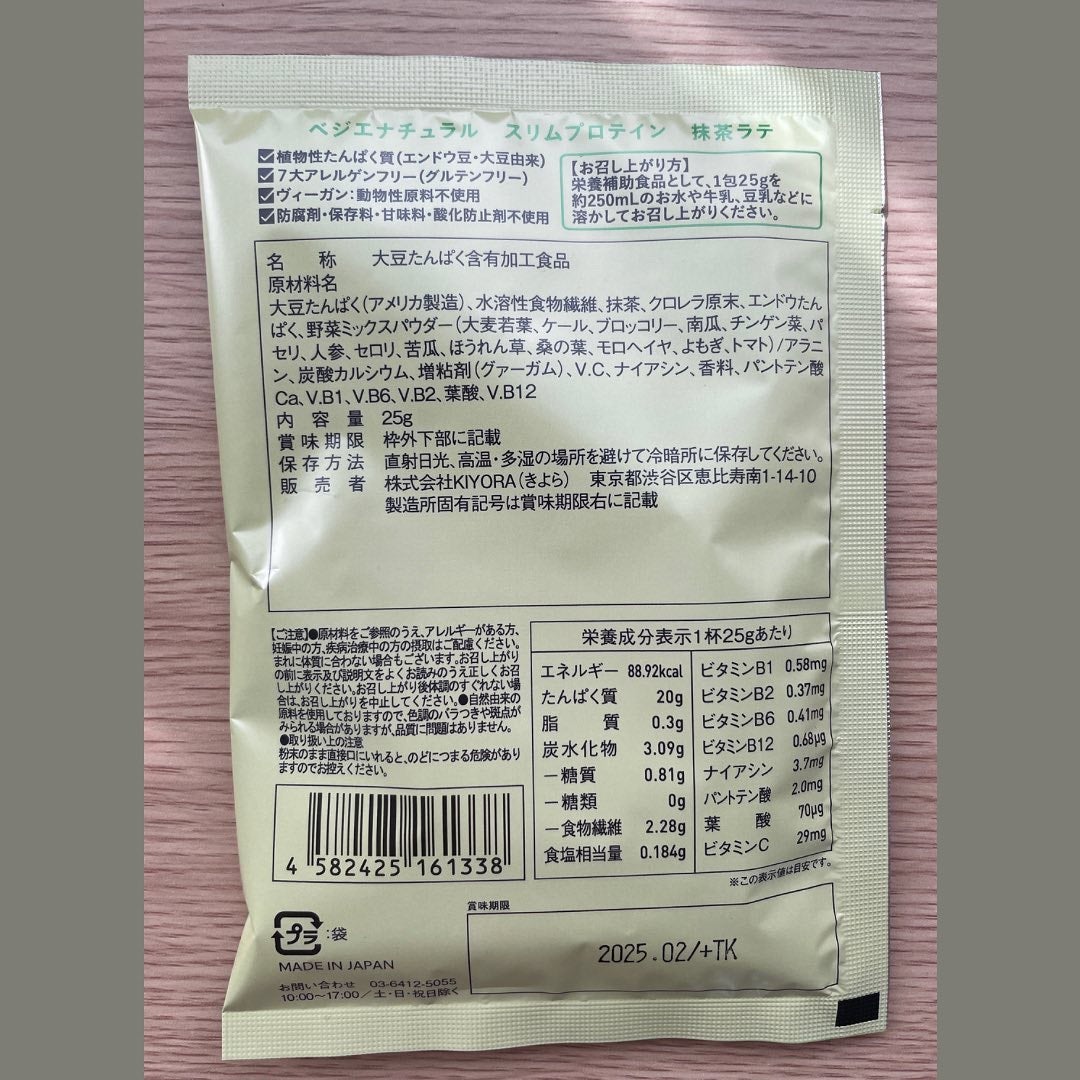 ベジエナチュラル スリムプロテイン 抹茶ラテ
植物性たんぱく質(エンドウ豆・大豆由来)
7大アレルゲンフリー(グルテンフリー)
ヴィーガン:動物性原料不使用
防腐剤・保存料・甘味料・酸化防止剤不使用
【お召し上がり方】
栄養補助食品として、1包25gを
約250mLのお水や牛乳、豆乳などに
溶かしてお召し上がりください。
名称 大豆たんぱく含有加工食品
原材料名
大豆たんぱく(アメリカ製造)、水溶性食物繊維、抹茶、クロレラ原末、エンドウたん
ぱく、野菜ミックスパウダー(大麦若葉、ケール、ブロッコリー、南瓜、チンゲン菜、パ
セリ、人参、セロリ、苦瓜、ほうれん草、桑の葉、モロヘイヤ、よもぎ、トマト)/アラニ
ン、炭酸カルシウム、増粘剤(グァーガム)、V.C、ナイアシン、香料、パントテン酸
Ca、V.B1、V.B6、V.B2、葉酸、V.B12
内容量 25g
賞味期限 枠外下部に記載
保存方法 直射日光、高温・多湿の場所を避けて冷暗所に保存してください。
販売者 株式会社KIYORA(きよら) 東京都渋谷区恵比寿南1-14-10
製造所固有記号は賞味期限右に記載
【ご注意】●原材料をご参照のうえ、アレルギーがある方、
妊娠中の方、疾病治療中の方の摂取はご配慮ください。
まれに体質に合わない場合もございます。お召し上がり
の前に表示及び説明文をよくお読みのうえ正しくお召
し上がりください。お召し上がり後体調のすぐれない場
合は、お召し上がりを中止してください。●自然由来の
原料を使用しておりますので、色調のバラつきや斑点が
みられる場合がありますが、品質に問題はありません。
●取り扱い上の注意
粉末のまま直接口にいれると、のどにつまる危険があり
ますのでお控えください。
栄養成分表示1杯25gあたり
エネルギー 88.92kcal
たんぱく質 20g
脂質 0.3g
炭水化物 3.09g
-糖質 0.81g
-糖類 0g
-食物繊維 2.28g
食塩相当量 0.184g
ビタミンB1 0.58mg
ビタミンB2 0.37mg
ビタミンB6 0.41mg
ビタミンB12 0.68μg
ナイアシン 3.7mg
パントテン酸 2.0mg
葉酸 70μg
ビタミンC 29mg
※この表示値は目安です。
4 582425 161338
プラ :袋
MADE IN JAPAN
お問い合わせ 03-6412-5055
10:00~17:00/土・日・祝日除く
賞味期限
2025.02/+TK